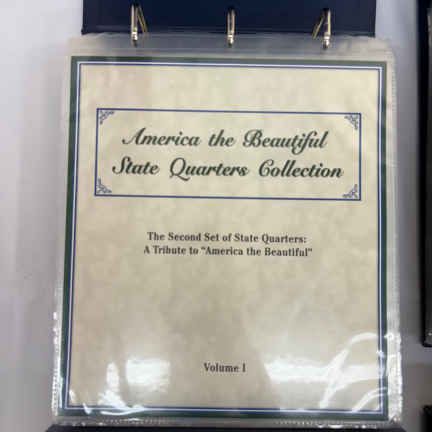 America the Beautiful
State Quarters Collection
The Second Set of State Quarters:
A Tribute to "America the Beautiful"
Volume I